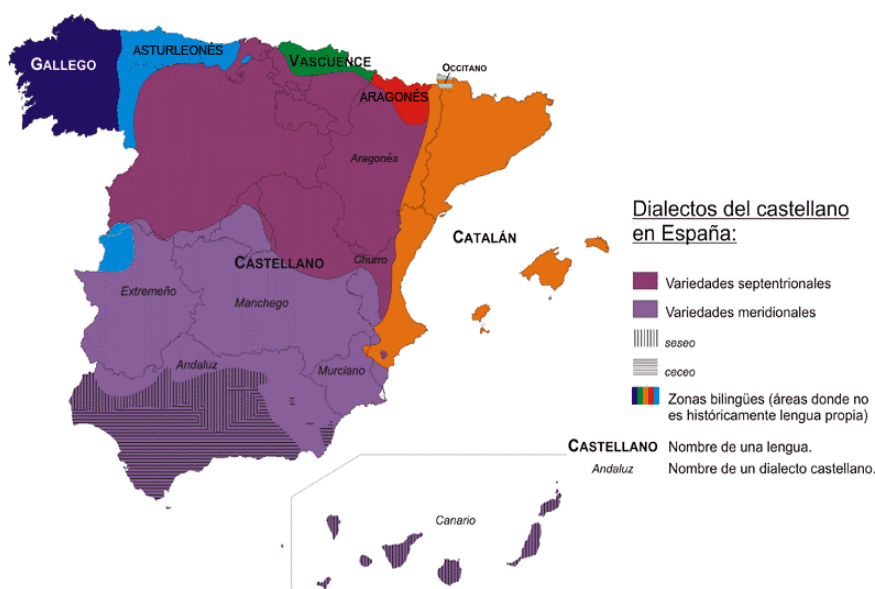 GALLEGO
ASTURLEONÉS
VASCUENCE
OCCITANO
ARAGONÉS
Aragonés
CATALÁN
CASTELLANO
Churro
Extremeño
Manchego
Andaluz
Murciano
Canario
Dialectos del castellano
en España:
Variedades septentrionales
Variedades meridionales
seseo
ceceo
Zonas bilingües (áreas donde no
es históricamente lengua propia)
CASTELLANO Nombre de una lengua.
Andaluz Nombre de un dialecto castellano.